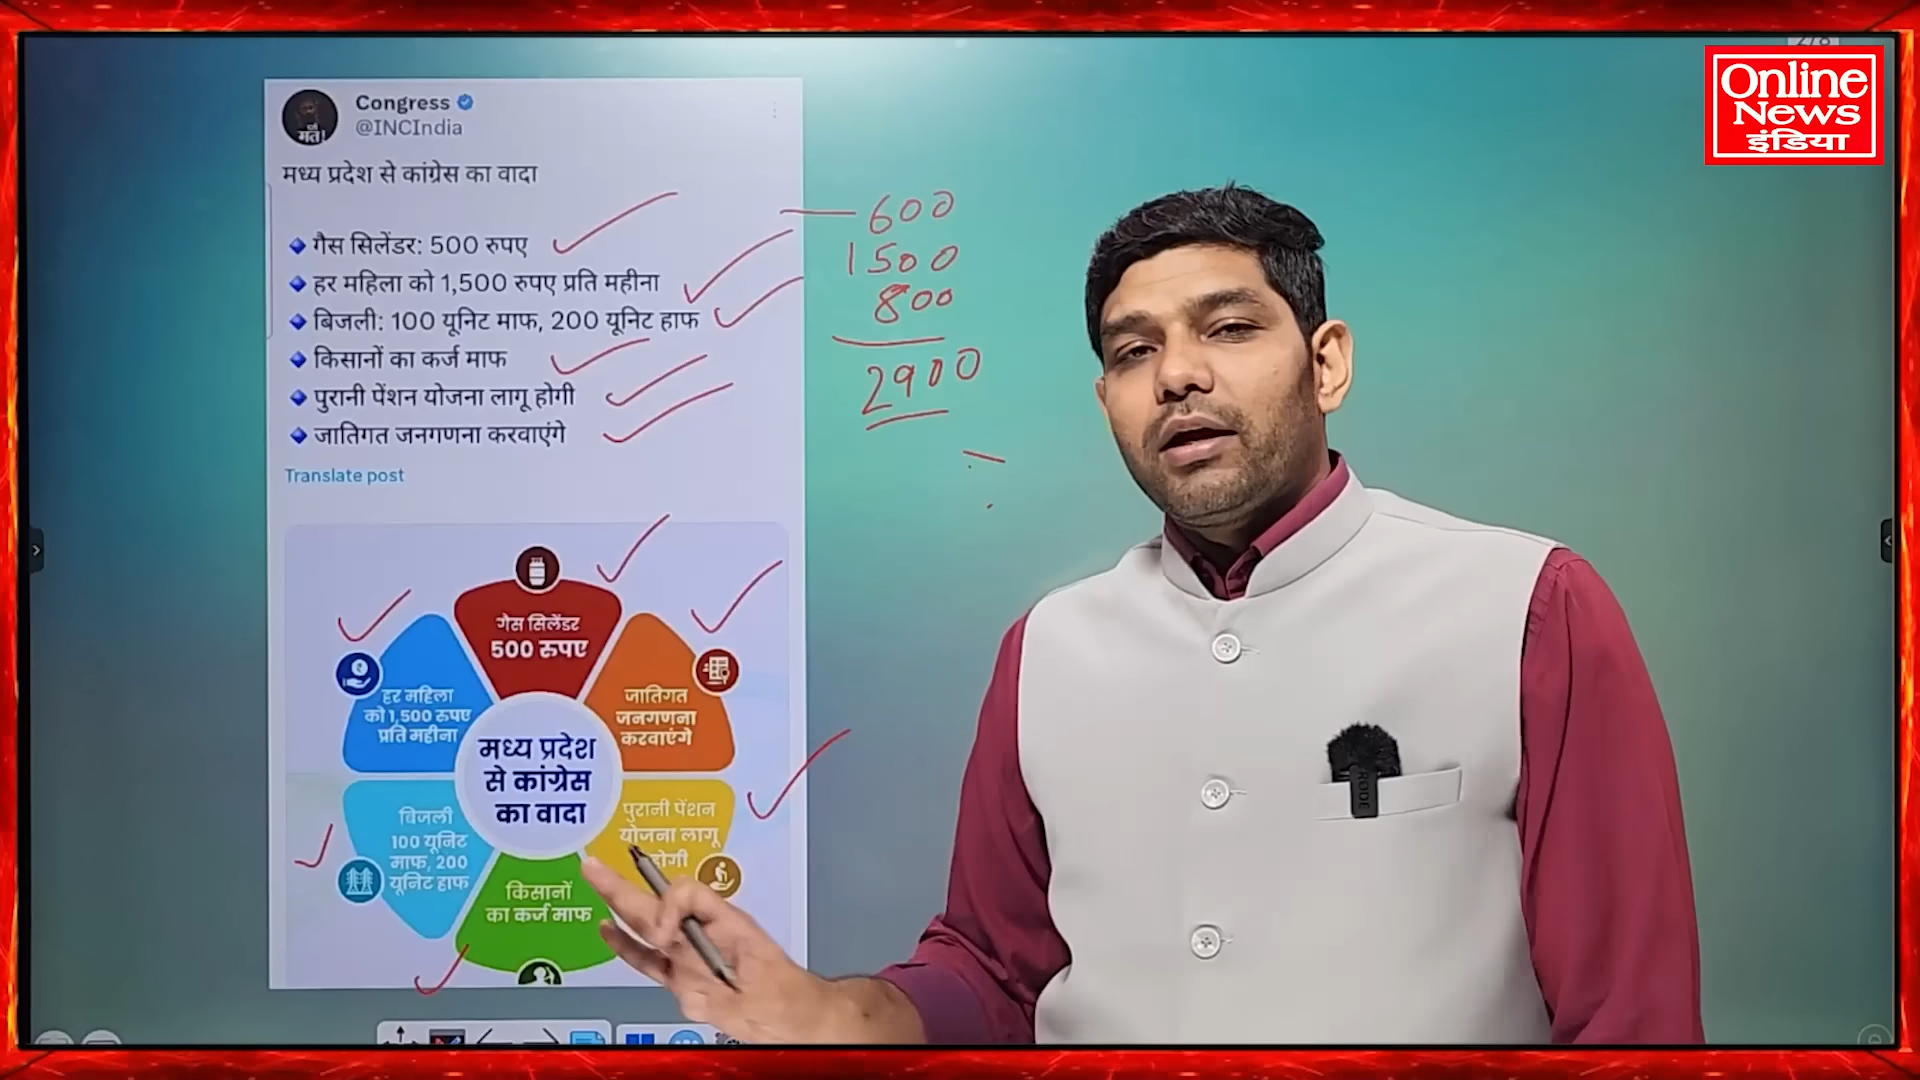 Online
News
इंडिया
Congress
@INCIndia
मत!
मध्य प्रदेश से कांग्रेस का वादा
गैस सिलेंडर: 500 रुपए
हर महिला को 1,500 रुपए प्रति महीना
बिजली: 100 यूनिट माफ, 200 यूनिट हाफ
किसानों का कर्ज माफ
पुरानी पेंशन योजना लागू होगी
जातिगत जनगणना करवाएंगे
Translate post
600
1500
800
2900
गैस सिलेंडर
500 रुपए
हर महिला
को 1,500 रुपए
प्रति महीना
जातिगत
जनगणना
करवाएंगे
मध्य प्रदेश
से कांग्रेस
का वादा
बिजली
100 यूनिट
माफ, 200
यूनिट हाफ
पुरानी पेंशन
योजना लागू
होगी
किसानों
का कर्ज माफ
RODE